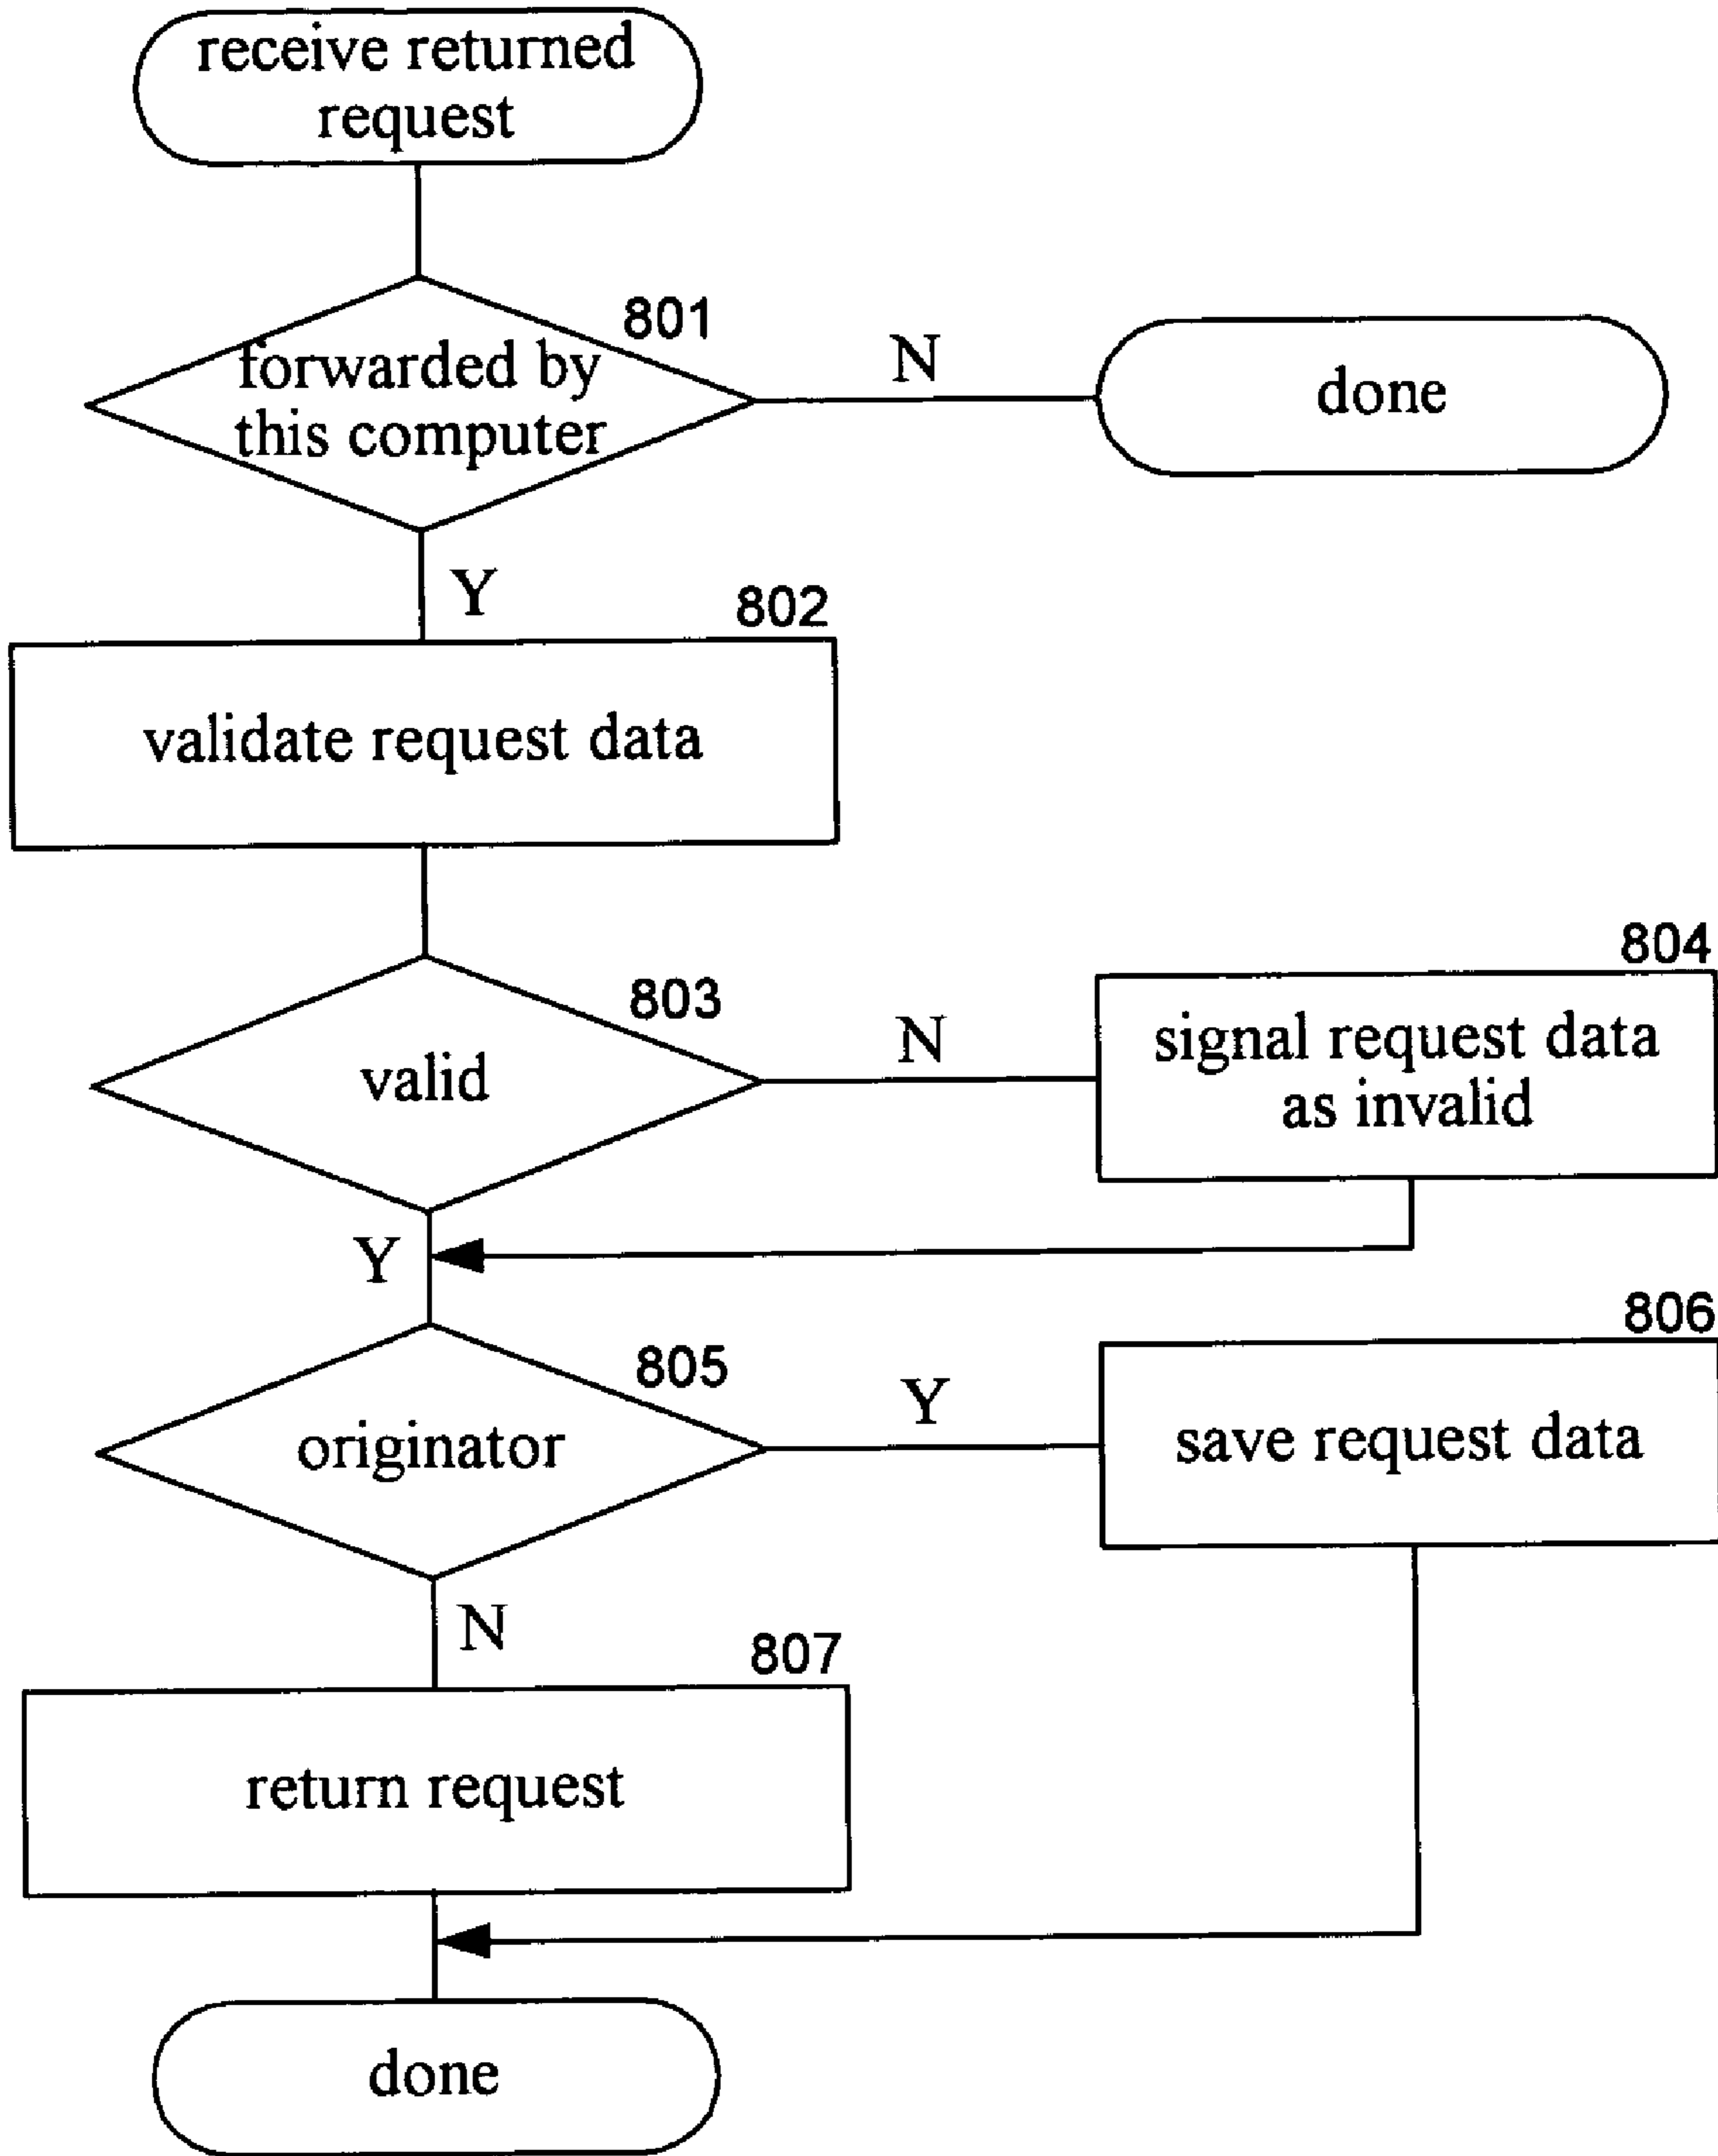 receive returned
request
801
forwarded by
this computer
N
done
Y
802
validate request data
803
valid
N
804
signal request data
as invalid
Y
805
originator
Y
806
save request data
N
807
return request
done